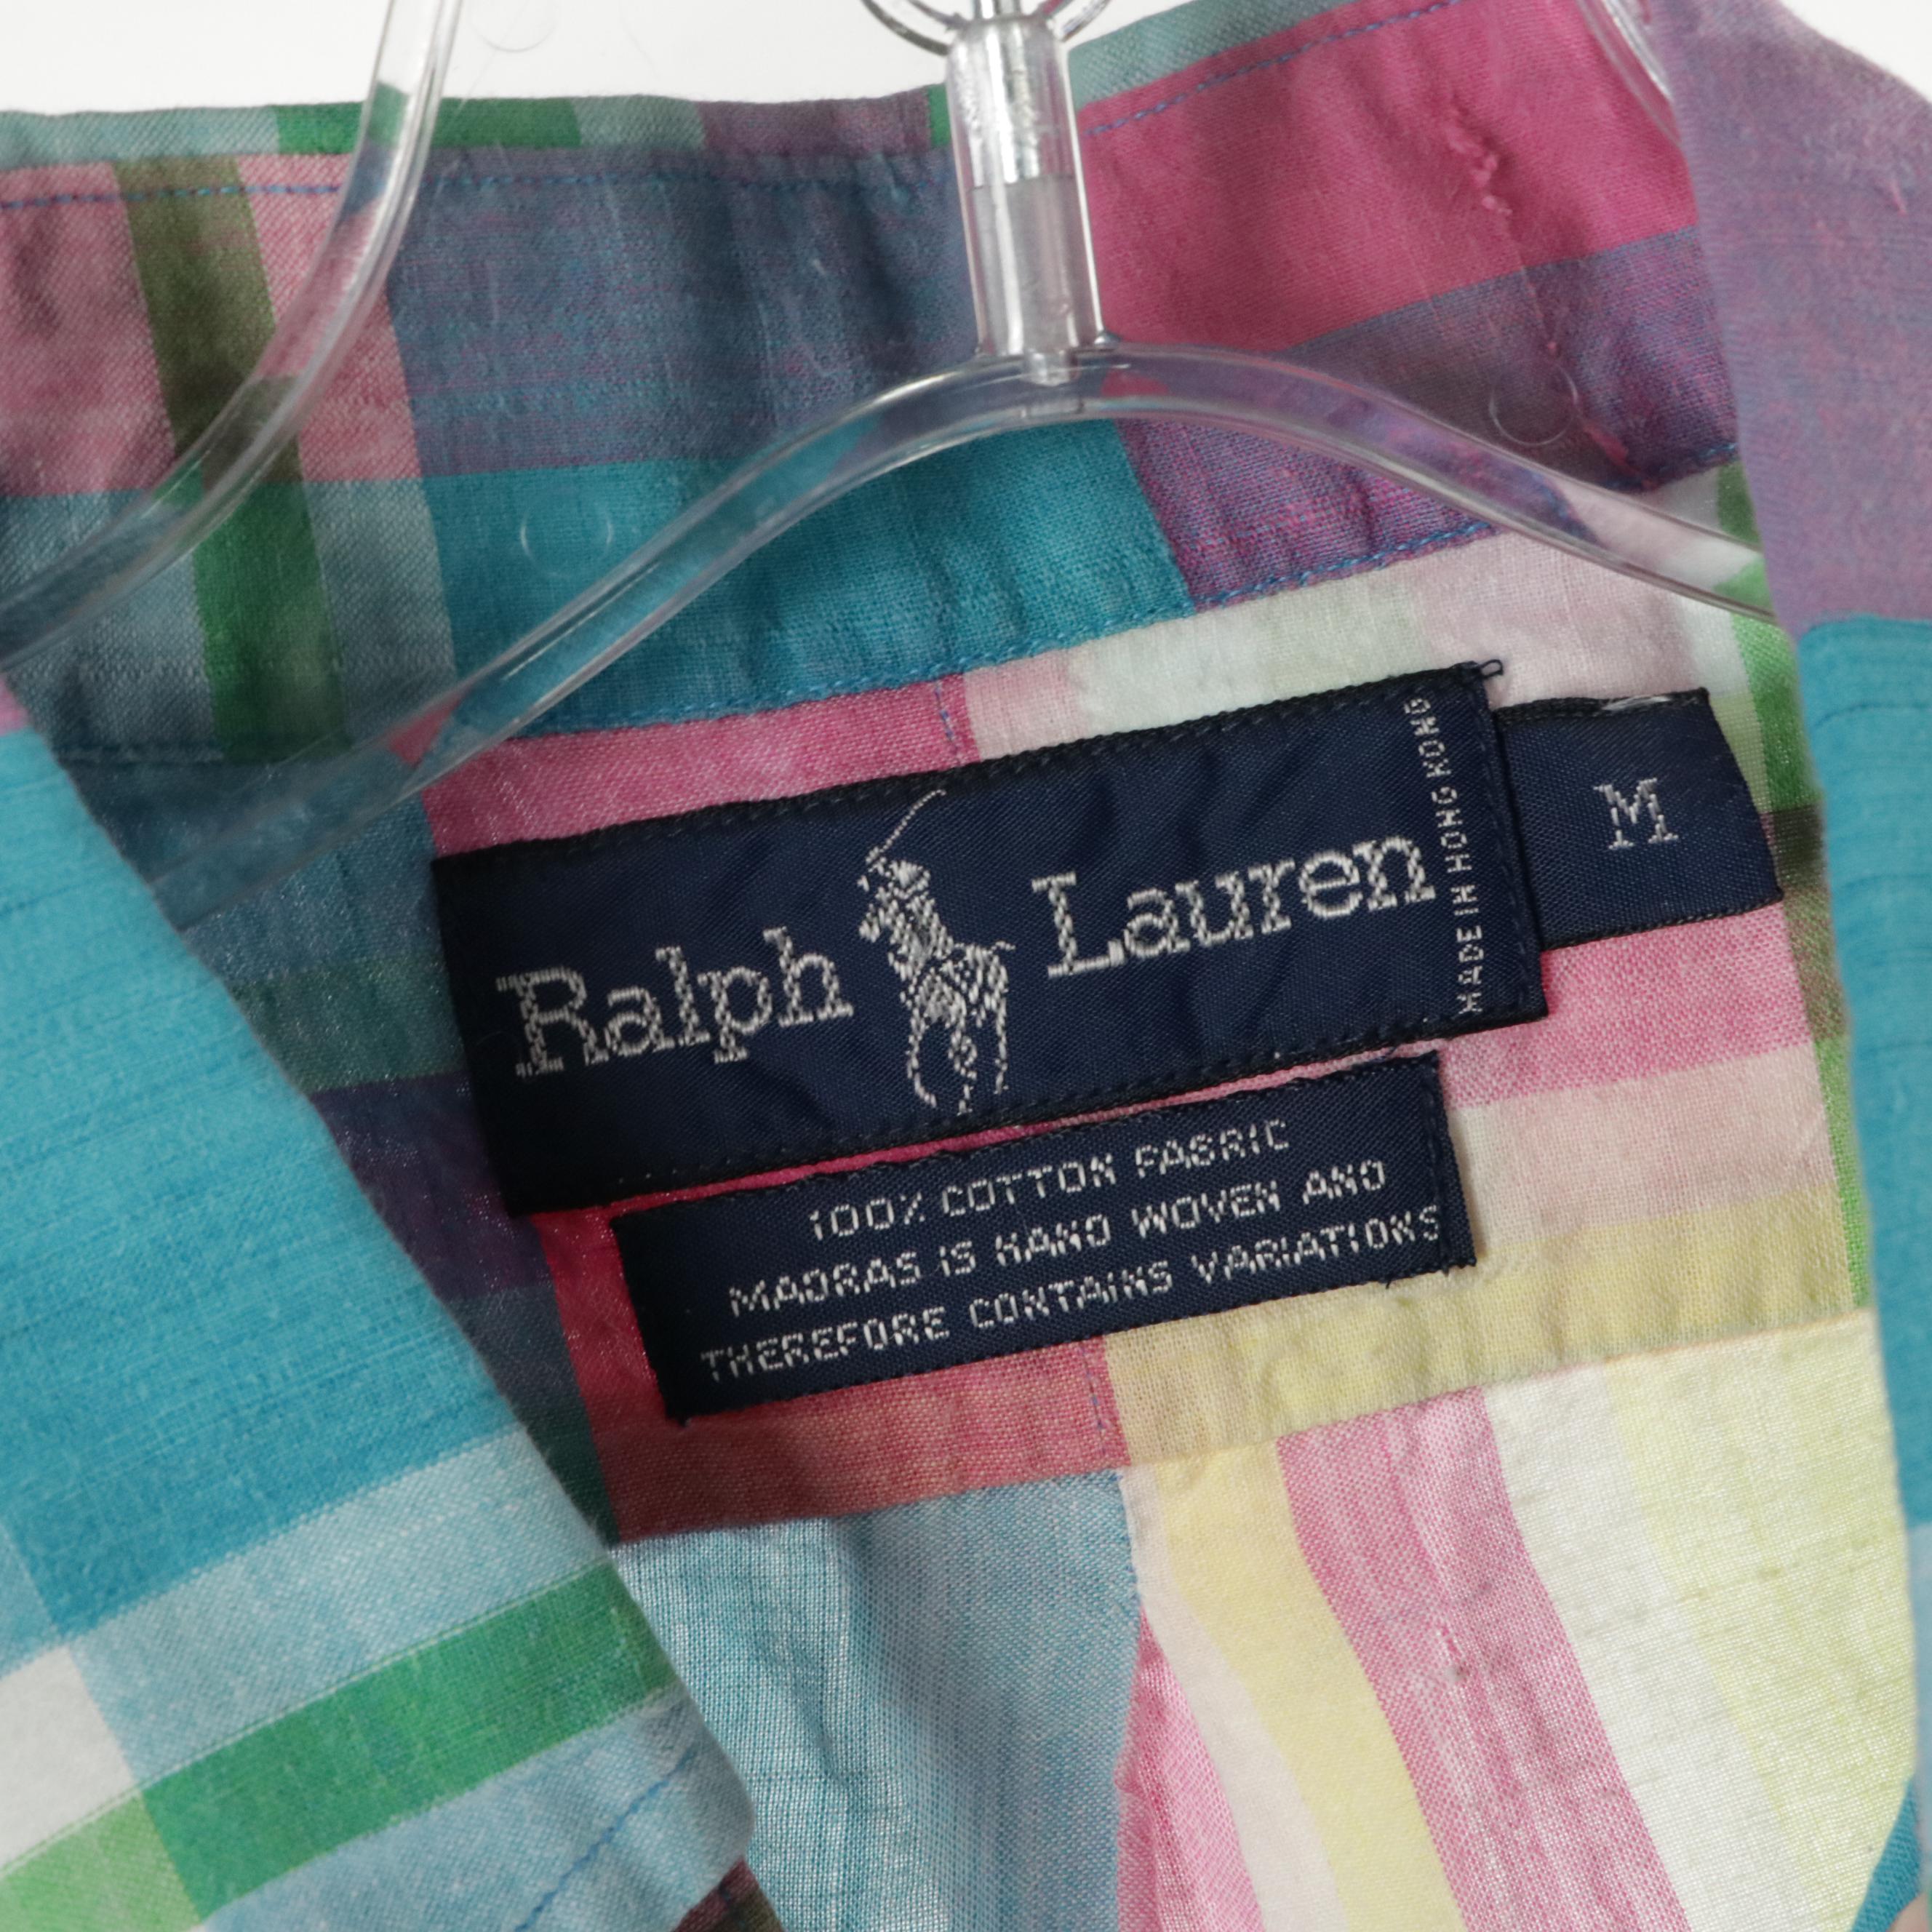 Ralph Lauren
MADE IN HONG KONG
M
100% COTTON FABRIC
MADRAS IS HAND WOVEN AND
THEREFORE CONTAINS VARIATIONS